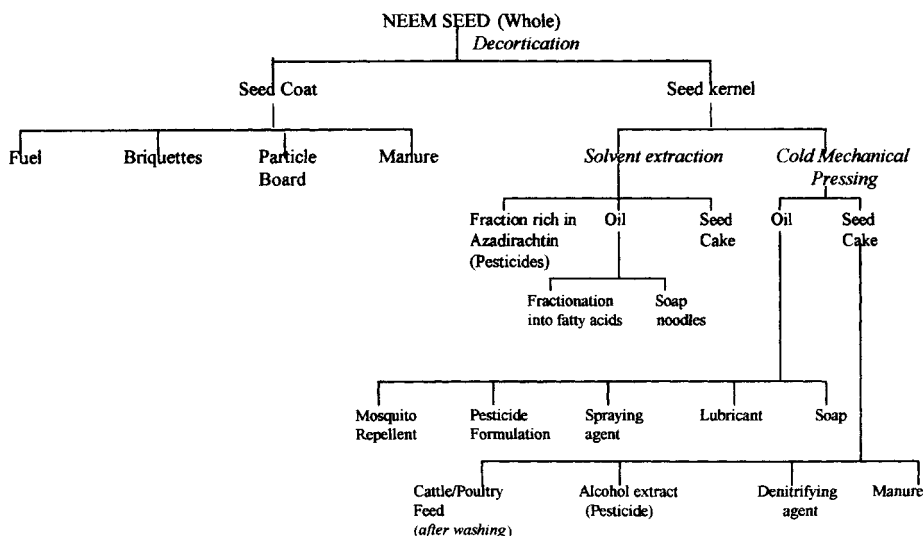 NEEM SEED (Whole)
Decortication
Seed Coat
Seed kernel
Fuel
Briquettes
Particle
Board
Manure
Solvent extraction
Cold Mechanical
Pressing
Fraction rich in
Azadirachtin
(Pesticides)
Oil
Seed
Cake
Oil
Seed
Cake
Fractionation
into fatty acids
Soap
noodles
Mosquito
Repellent
Pesticide
Formulation
Spraying
agent
Lubricant
Soap
Cattle/Poultry
Feed
(after washing)
Alcohol extract
(Pesticide)
Denitrifying
agent
Manure